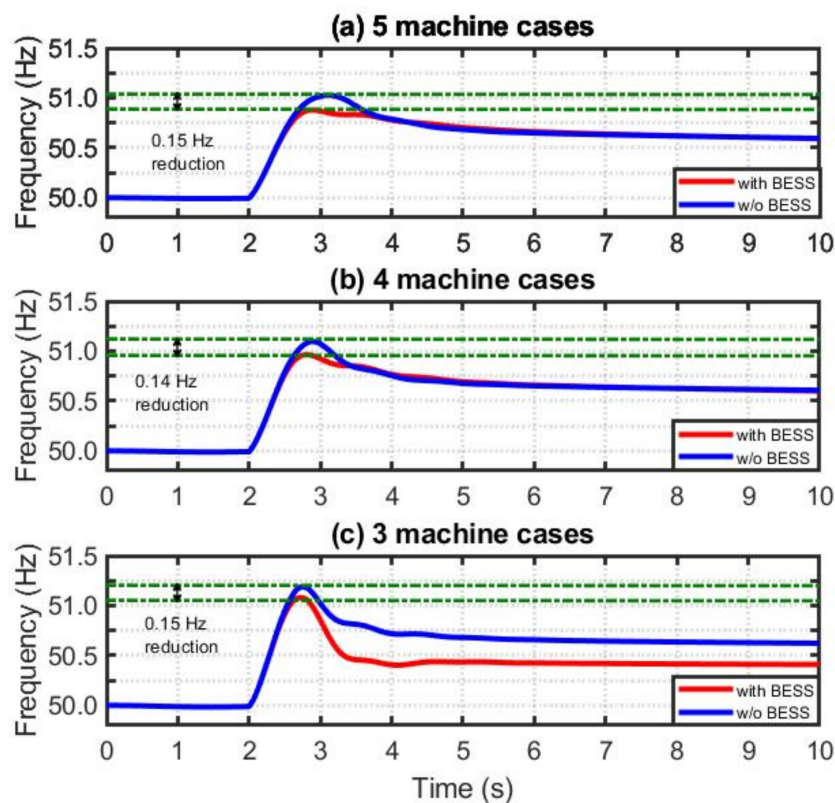 (a) 5 machine cases
Frequency (Hz)
51.5
51.0
50.5
50.0
0.15 Hz
reduction
with BESS
w/o BESS
0 1 2 3 4 5 6 7 8 9 10
(b) 4 machine cases
Frequency (Hz)
51.5
51.0
50.5
50.0
0.14 Hz
reduction
with BESS
w/o BESS
0 1 2 3 4 5 6 7 8 9 10
(c) 3 machine cases
Frequency (Hz)
51.5
51.0
50.5
50.0
0.15 Hz
reduction
with BESS
w/o BESS
0 1 2 3 4 5 6 7 8 9 10
Time (s)